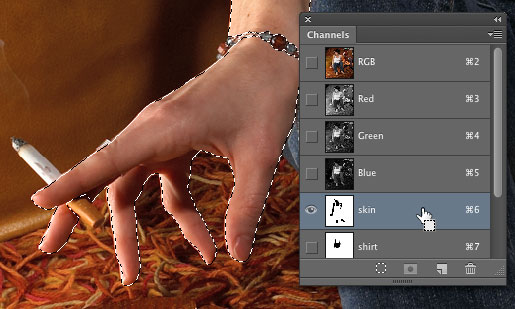 Channels
RGB ⌘2
Red ⌘3
Green ⌘4
Blue ⌘5
skin ⌘6
shirt ⌘7